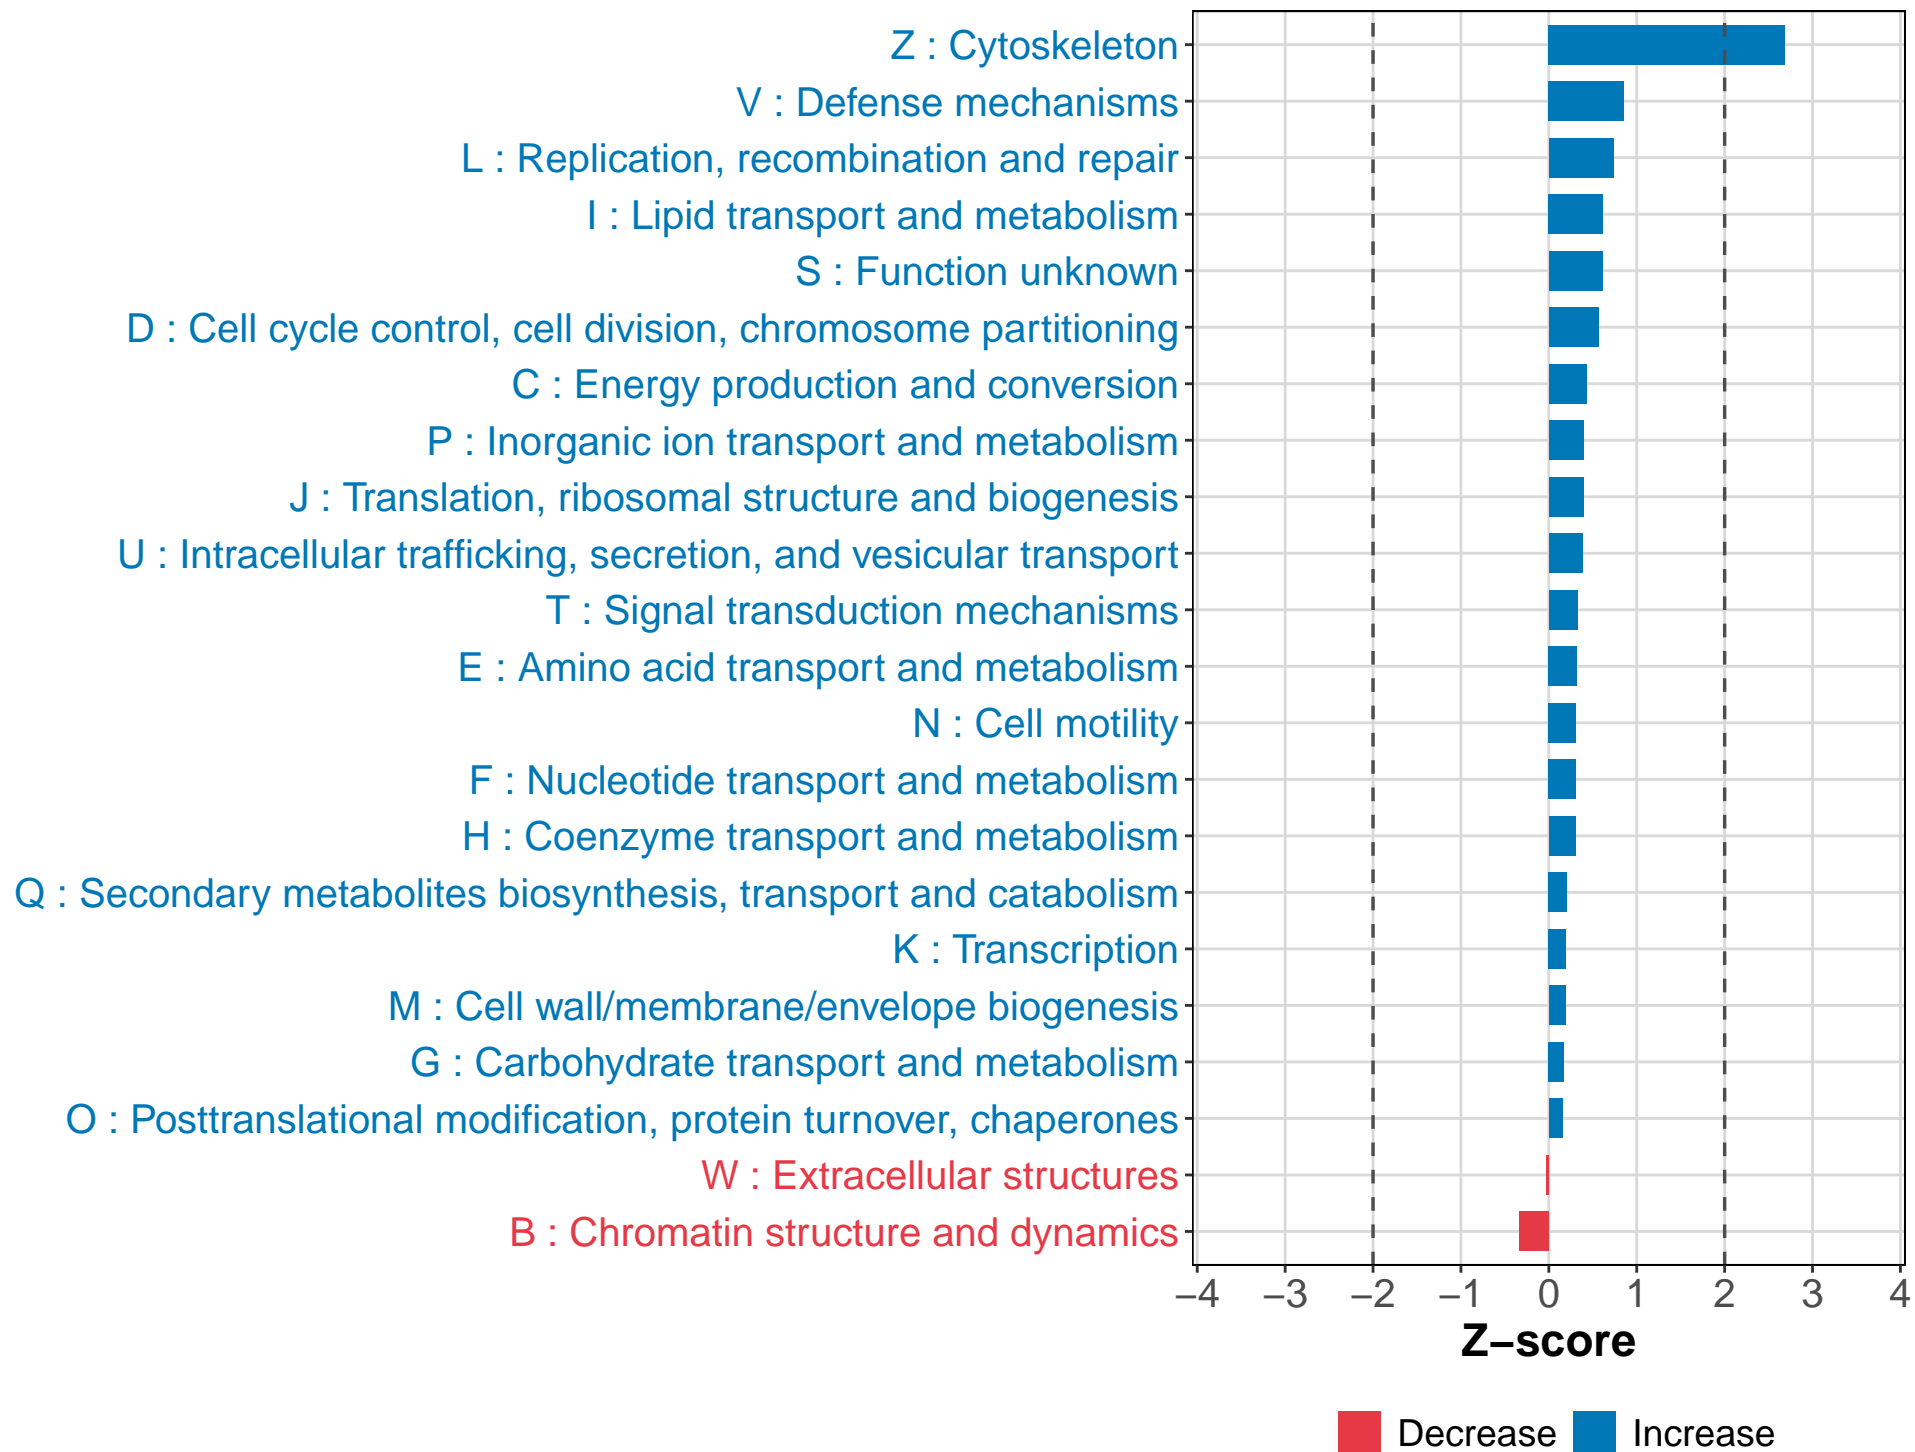 Z : Cytoskeleton
V : Defense mechanisms
L : Replication, recombination and repair
I : Lipid transport and metabolism
S : Function unknown
D : Cell cycle control, cell division, chromosome partitioning
C : Energy production and conversion
P : Inorganic ion transport and metabolism
J : Translation, ribosomal structure and biogenesis
U : Intracellular trafficking, secretion, and vesicular transport
T : Signal transduction mechanisms
E : Amino acid transport and metabolism
N : Cell motility
F : Nucleotide transport and metabolism
H : Coenzyme transport and metabolism
Q : Secondary metabolites biosynthesis, transport and catabolism
K : Transcription
M : Cell wall/membrane/envelope biogenesis
G : Carbohydrate transport and metabolism
O : Posttranslational modification, protein turnover, chaperones
W : Extracellular structures
B : Chromatin structure and dynamics
−4 −3 −2 −1 0 1 2 3 4
Z−score
Decrease Increase